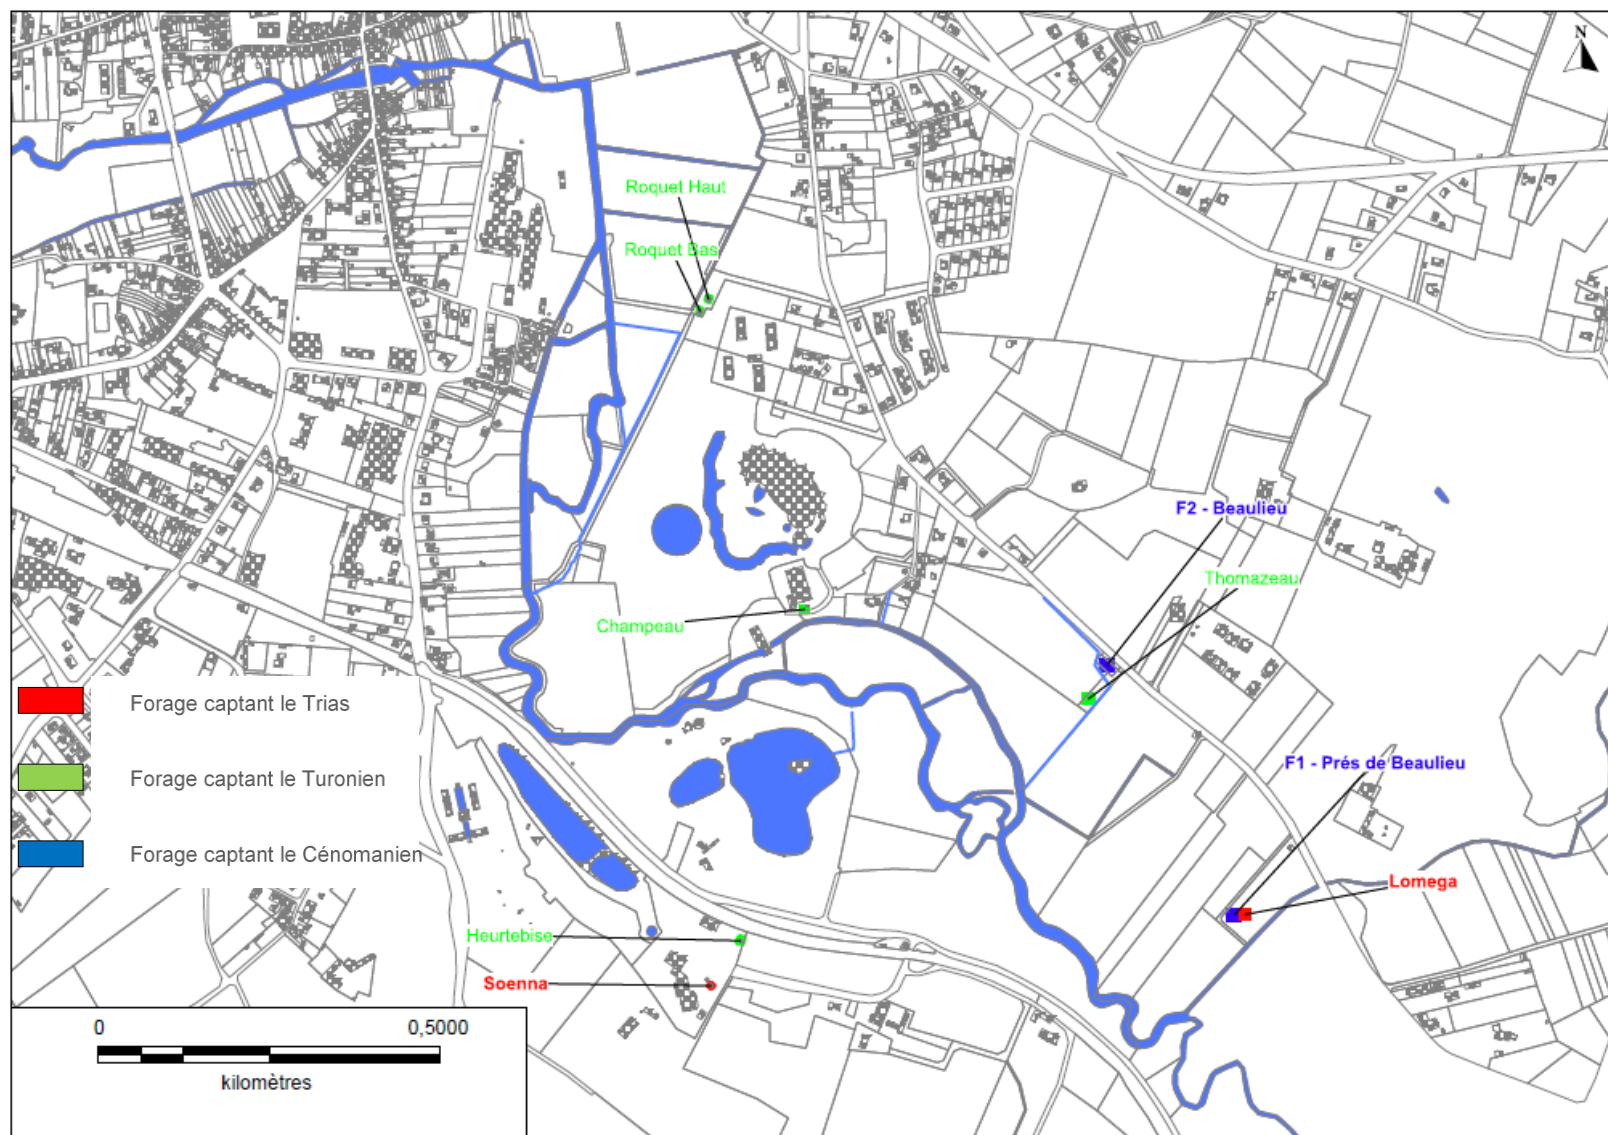 N
Roquet Haut
Roquet Bas
F2 - Beaulieu
Thomazeau
Champeau
Forage captant le Trias
Forage captant le Turonien
F1 - Prés de Beaulieu
Forage captant le Cénomanien
Lomega
Heurtebise
Soenna
0 0,5000
kilomètres